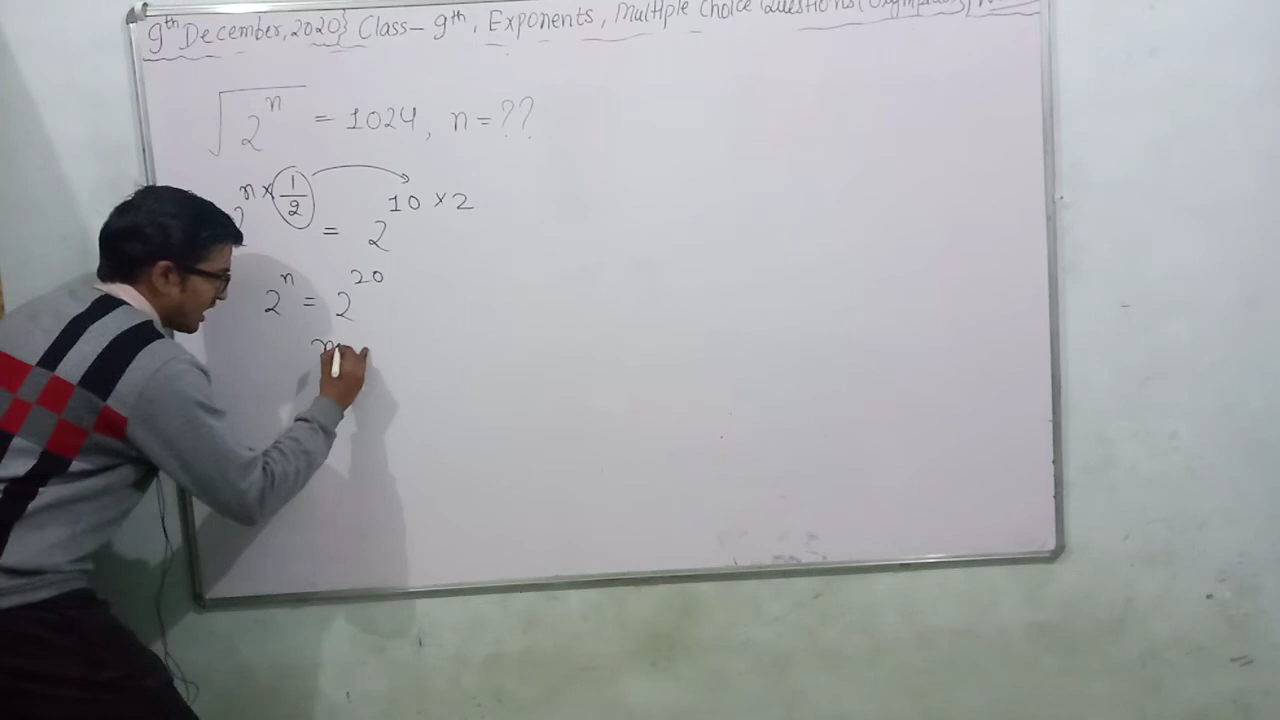 9th December, 2020} Class- 9th, Exponents, Multiple Choice Questions (Olympiad)
√2^n = 1024, n = ??
2^n × 1/2 = 2^10 × 2
2^n = 2^20
n